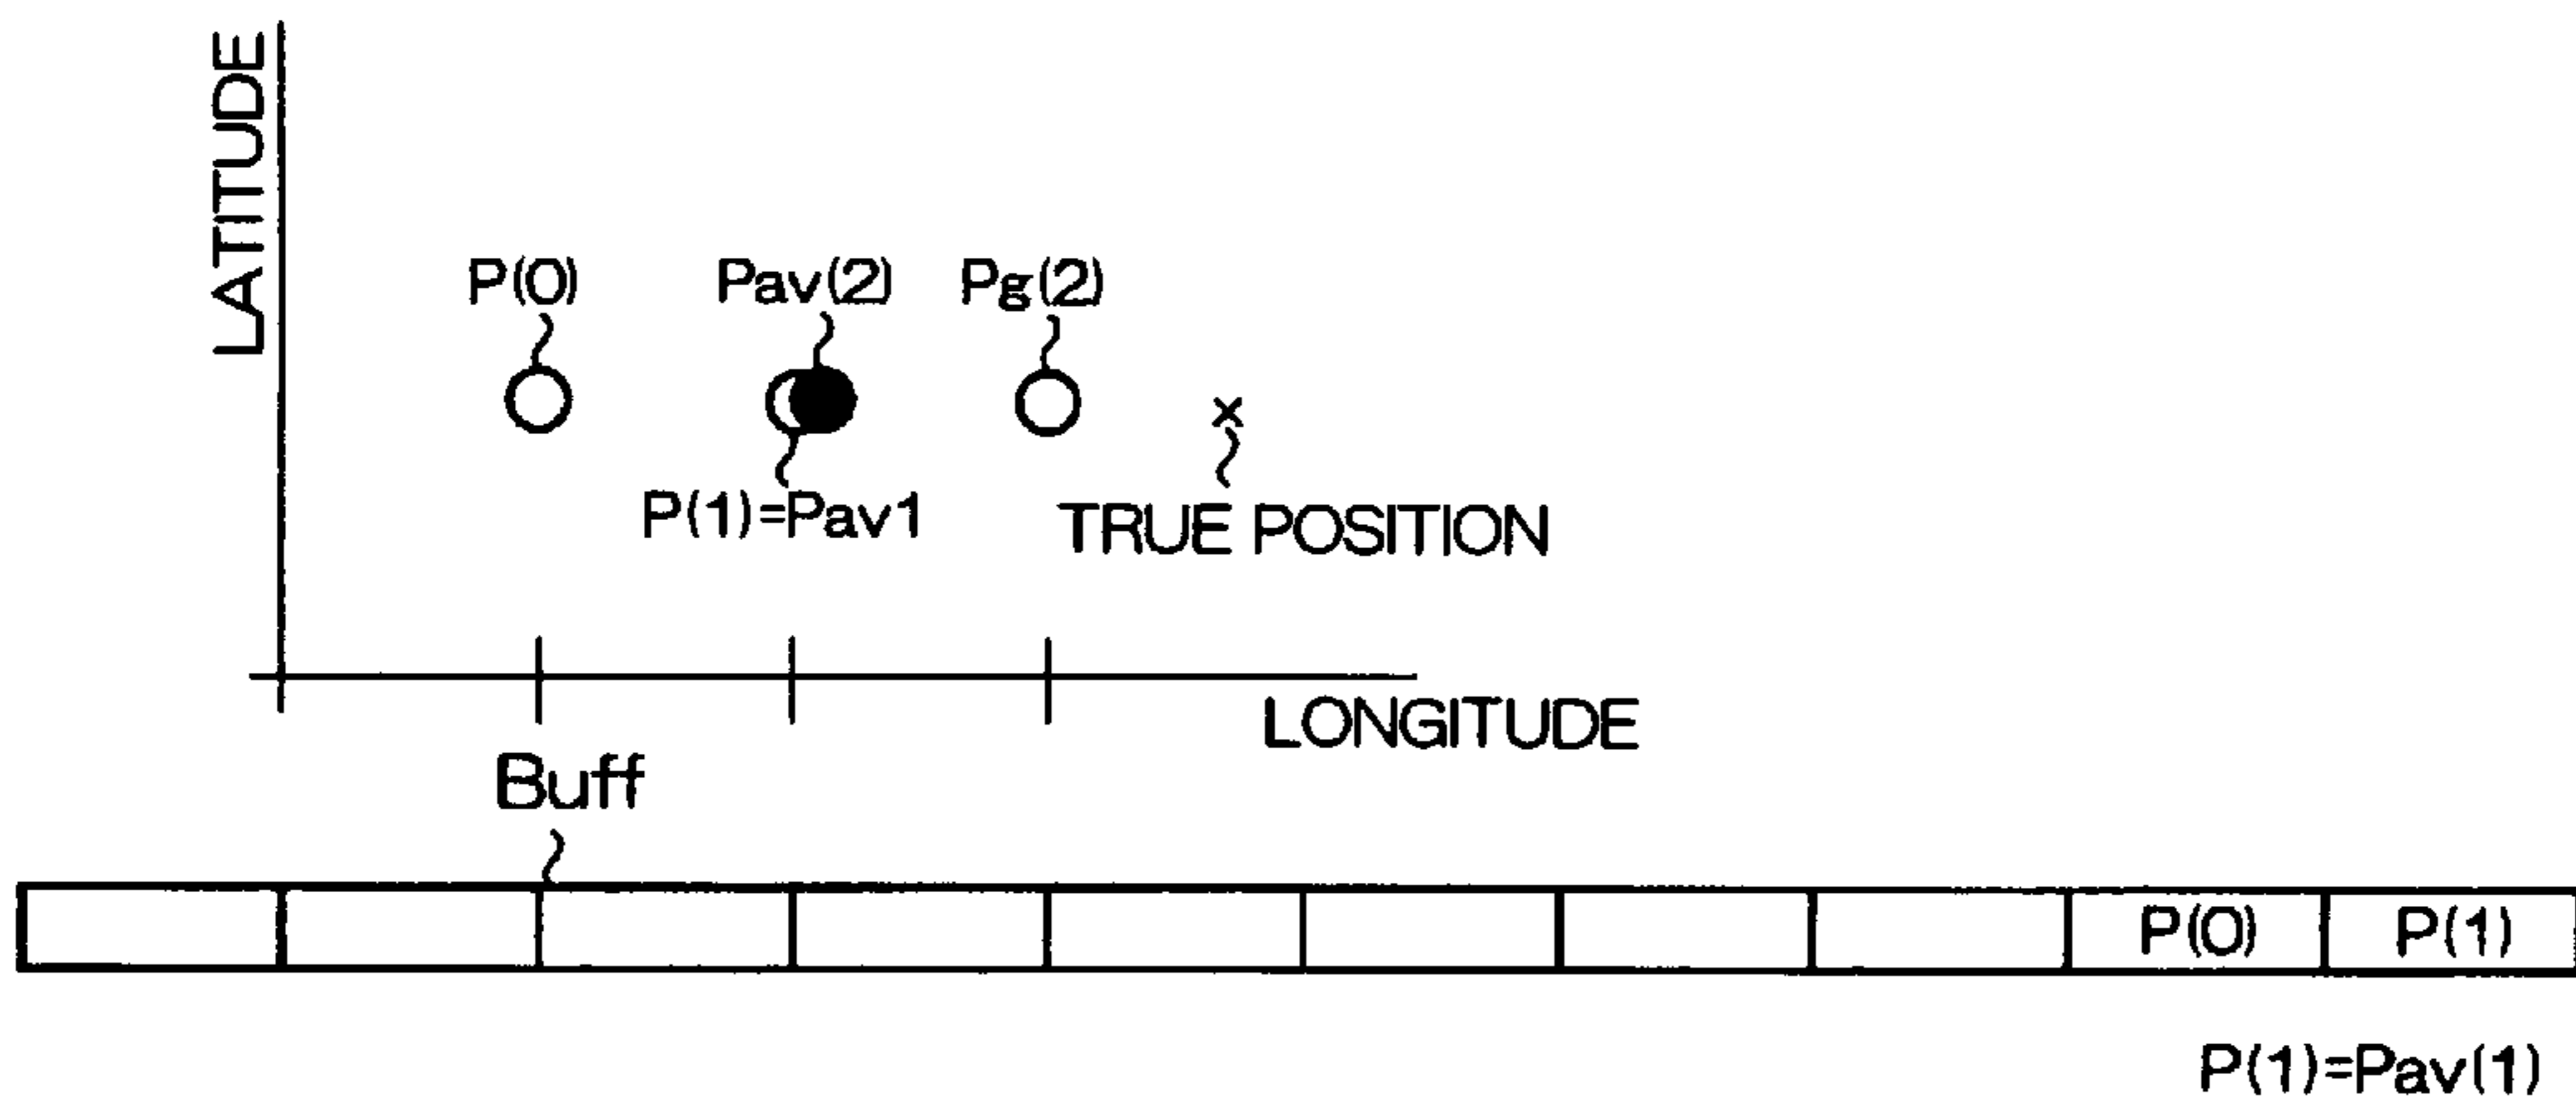 LATITUDE
P(0)
Pav(2)
Pg(2)
x
P(1)=Pav1
TRUE POSITION
LONGITUDE
Buff
P(0)
P(1)
P(1)=Pav(1)